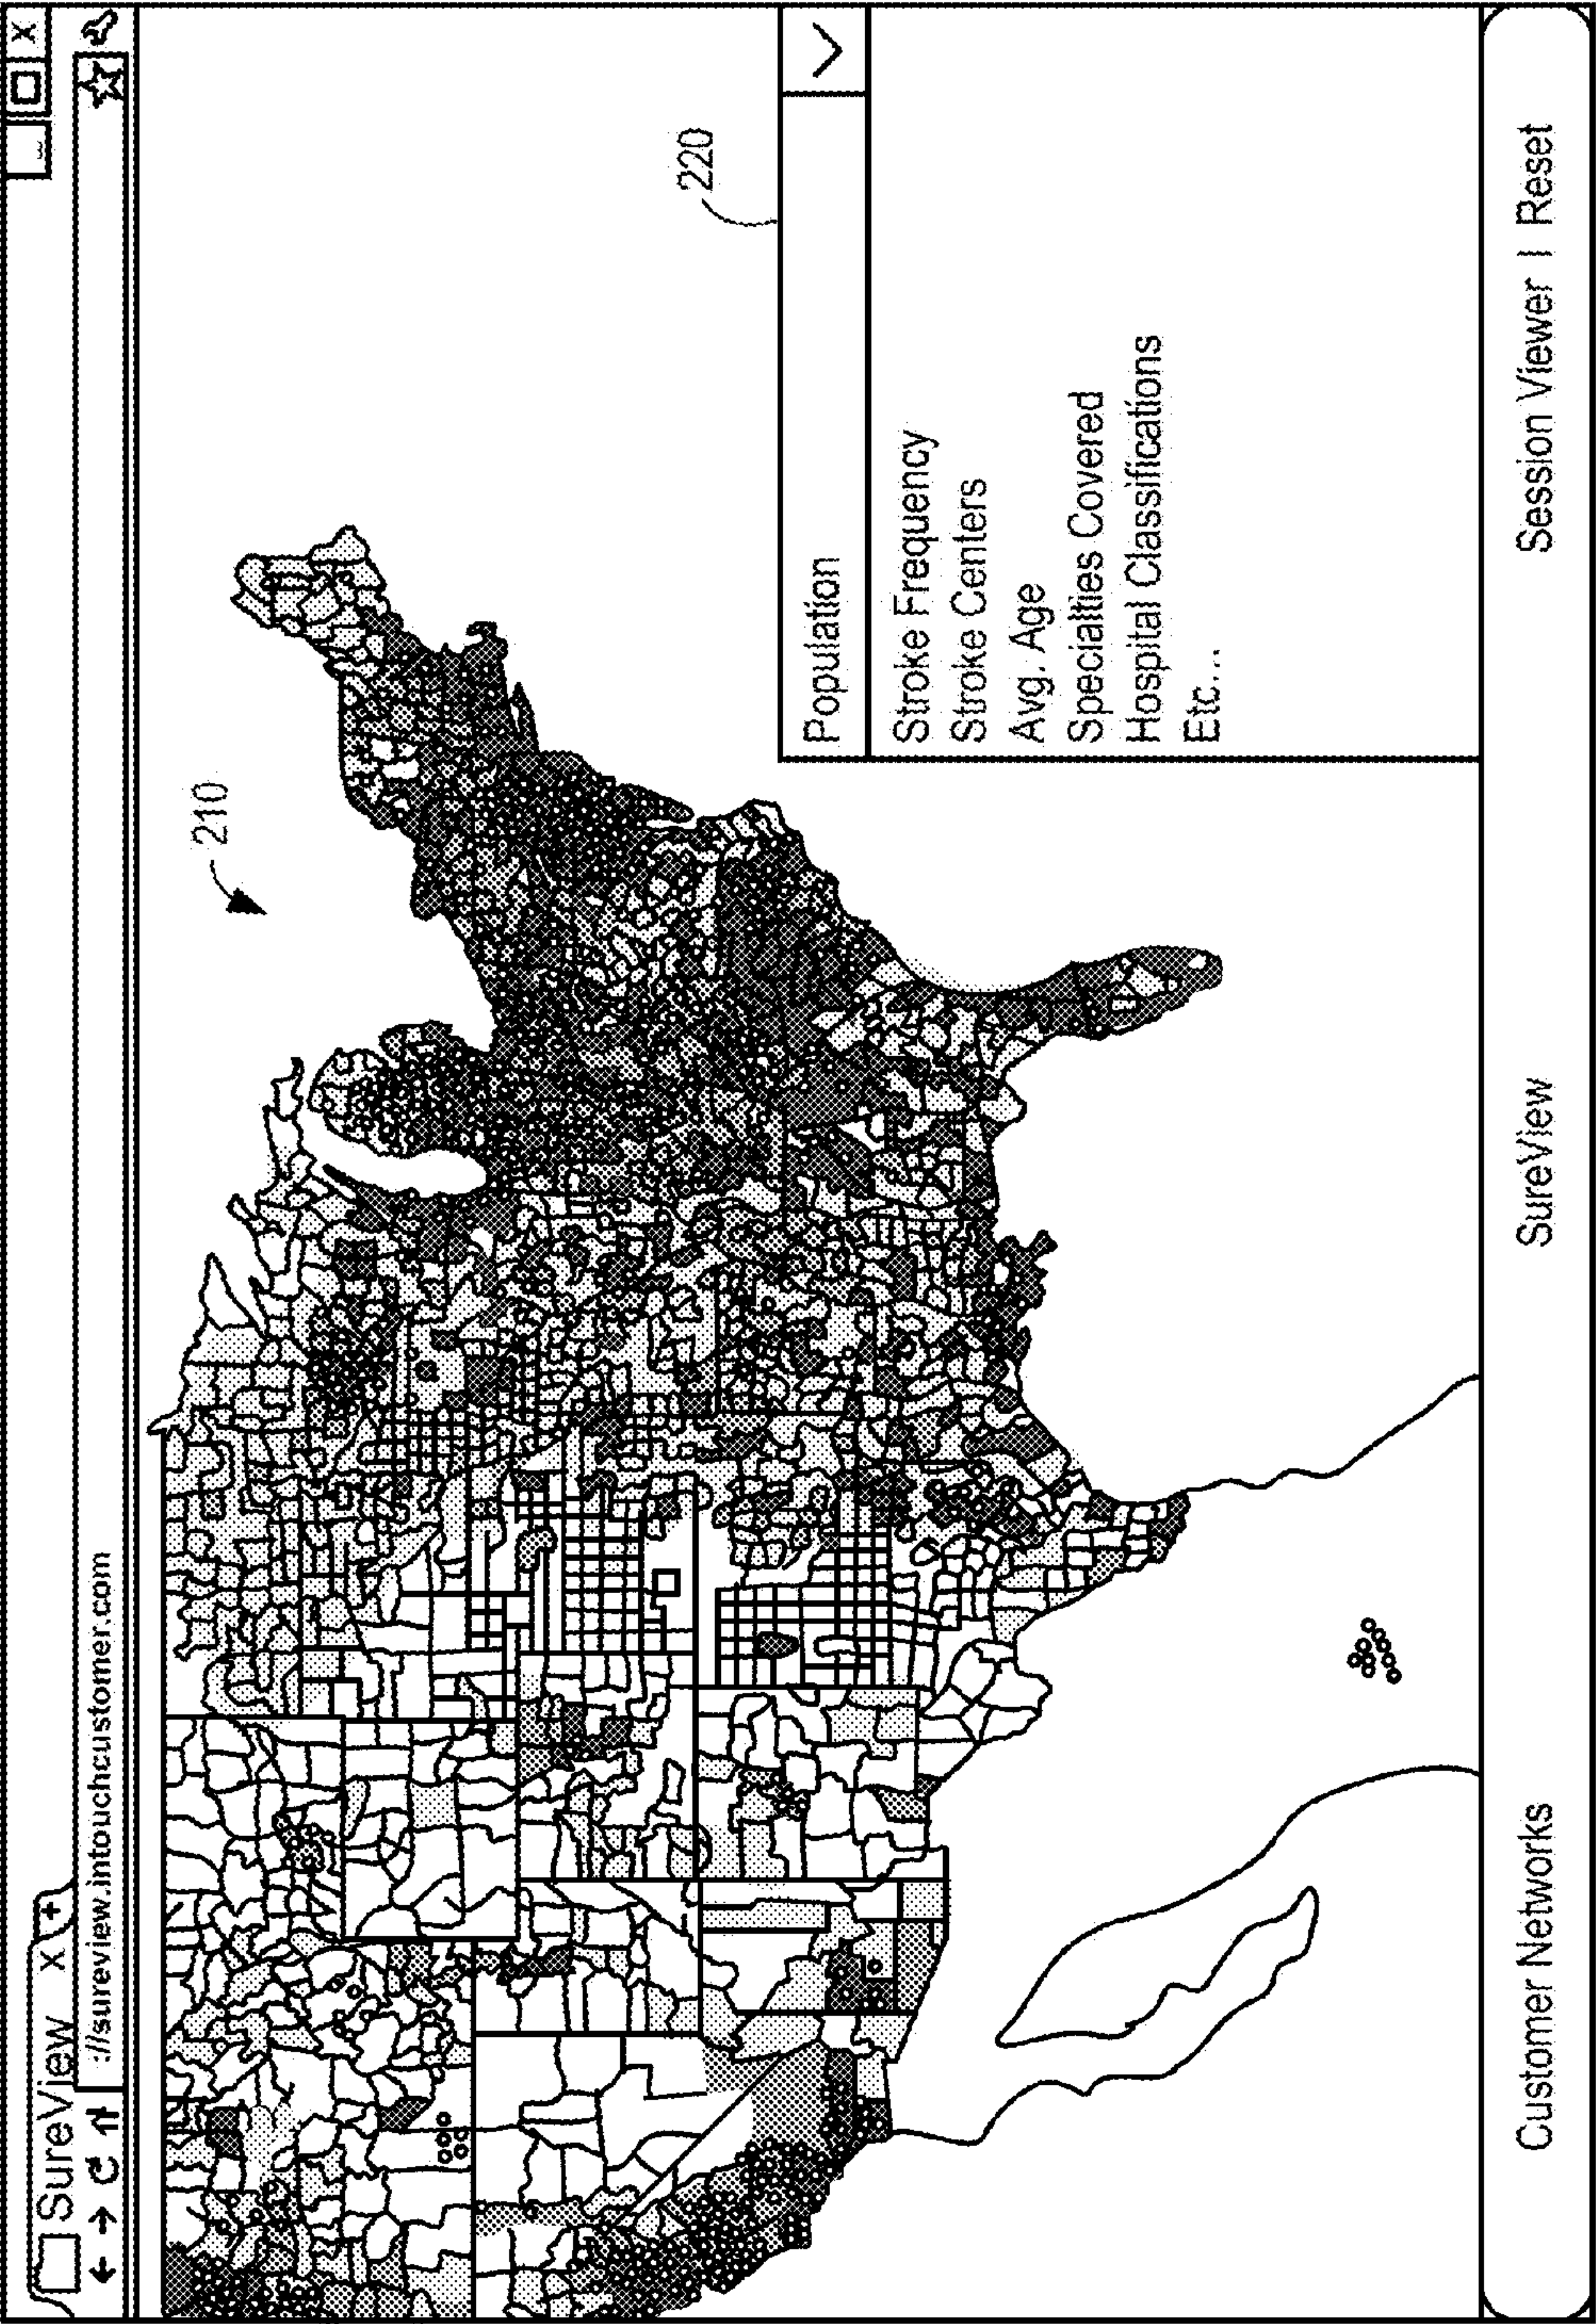 SureView x +
://sureview.intouchcustomer.com
210
220
Population
Stroke Frequency
Stroke Centers
Avg. Age
Specialties Covered
Hospital Classifications
Etc...
Customer Networks
SureView
Session Viewer | Reset